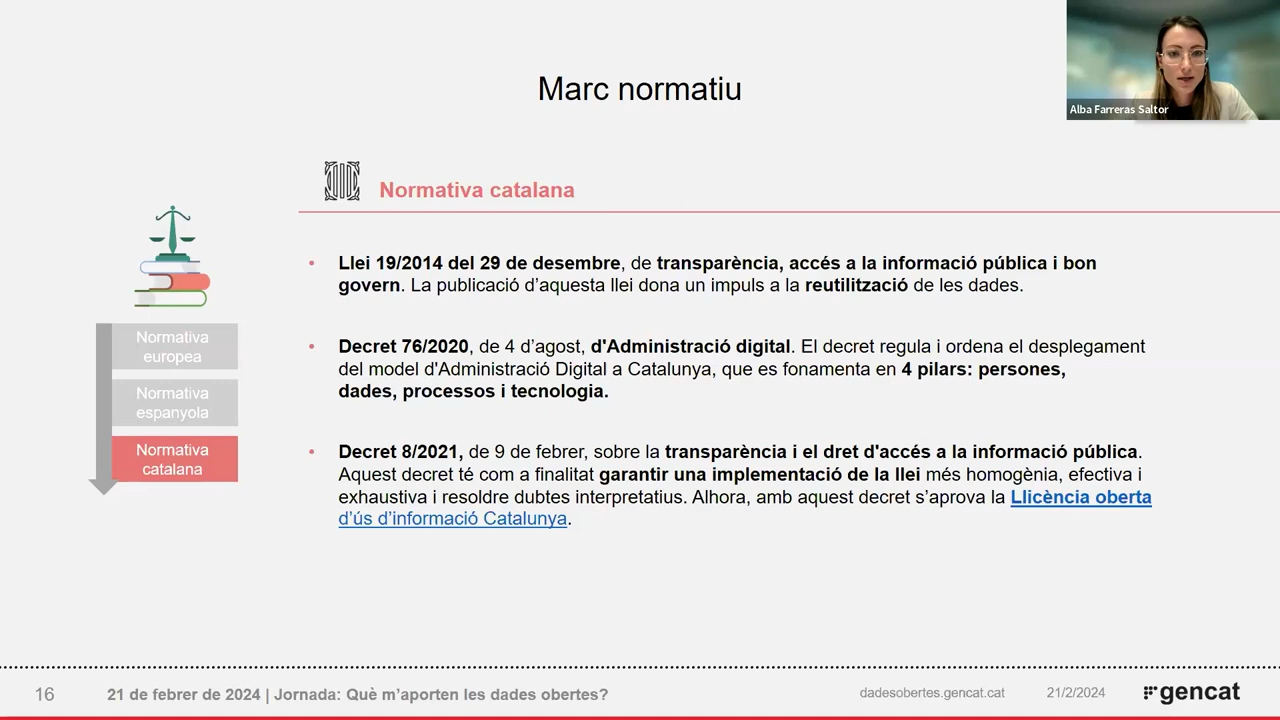 Marc normatiu
Alba Farreras Saltor
Normativa catalana
Normativa
europea
Normativa
espanyola
Normativa
catalana
• Llei 19/2014 del 29 de desembre, de transparència, accés a la informació pública i bon
govern. La publicació d’aquesta llei dona un impuls a la reutilització de les dades.
• Decret 76/2020, de 4 d’agost, d'Administració digital. El decret regula i ordena el desplegament
del model d'Administració Digital a Catalunya, que es fonamenta en 4 pilars: persones,
dades, processos i tecnologia.
• Decret 8/2021, de 9 de febrer, sobre la transparència i el dret d'accés a la informació pública.
Aquest decret té com a finalitat garantir una implementació de la llei més homogènia, efectiva i
exhaustiva i resoldre dubtes interpretatius. Alhora, amb aquest decret s’aprova la Llicència oberta
d’ús d’informació Catalunya.
16
21 de febrer de 2024 | Jornada: Què m’aporten les dades obertes?
dadesobertes.gencat.cat
21/2/2024
gencat